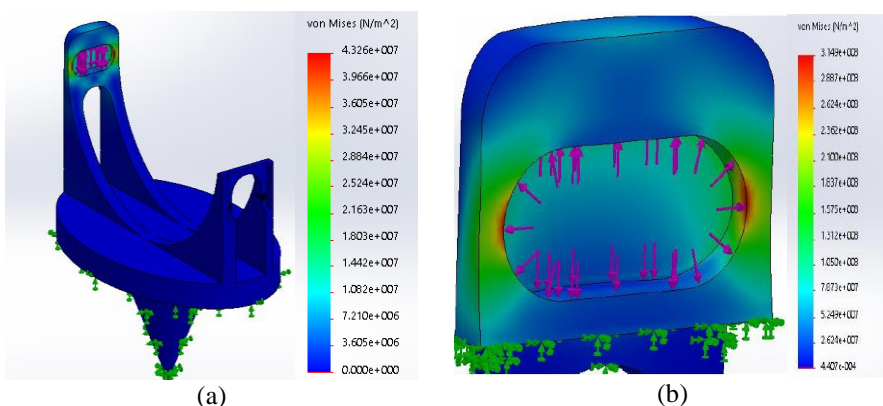 von Mises (N/m^2)
4.326e+007
3.966e+007
3.605e+007
3.245e+007
2.884e+007
2.524e+007
2.163e+007
1.803e+007
1.442e+007
1.082e+007
7.210e+006
3.605e+006
0.000e+000
(a)
von Mises (N/m^2)
3.149e+008
2.887e+008
2.624e+008
2.362e+008
2.100e+008
1.837e+008
1.575e+008
1.312e+008
1.050e+008
7.873e+007
5.249e+007
2.624e+007
4.407e-004
(b)